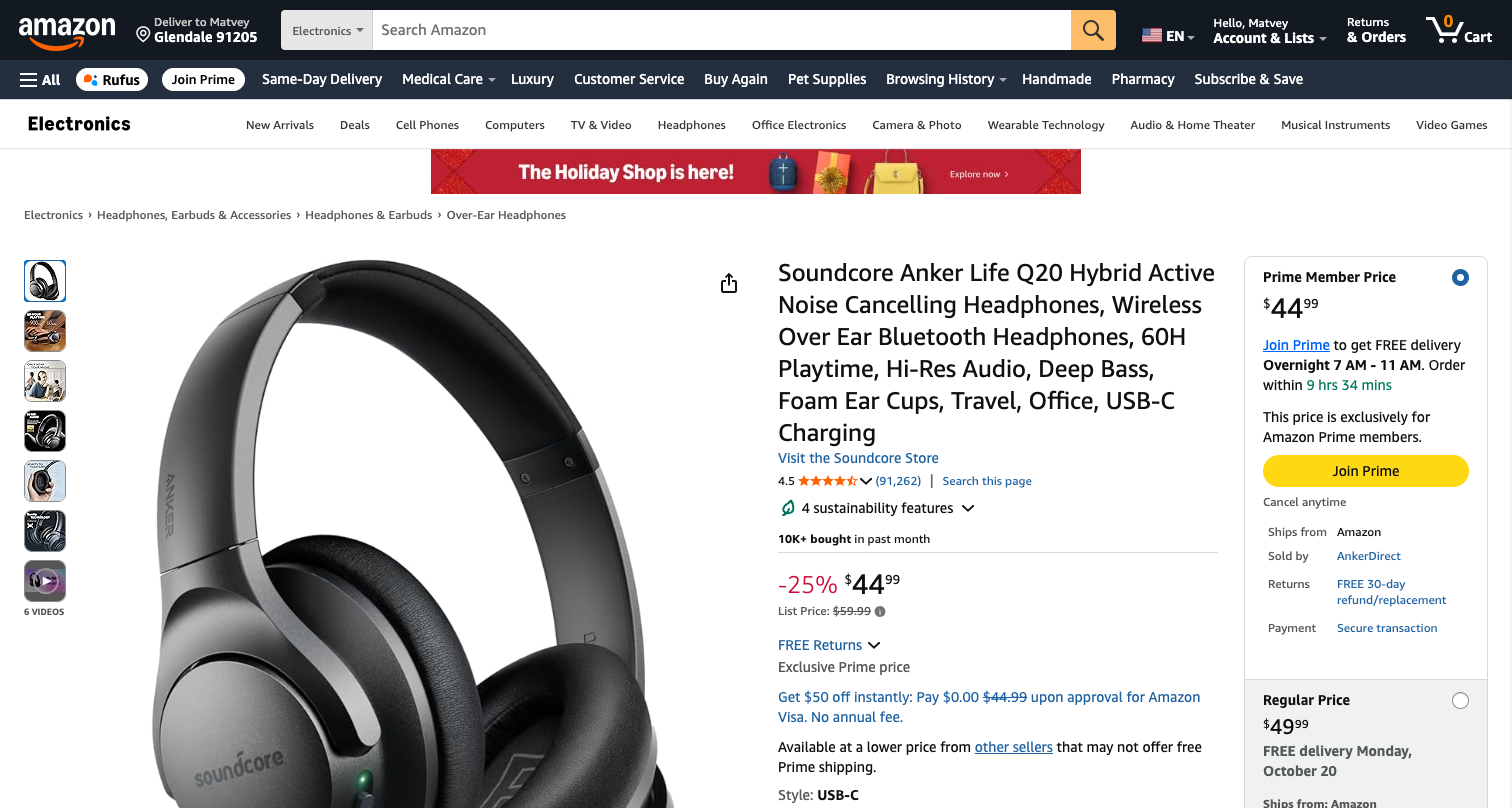 amazon
Deliver to Matvey
Glendale 91205
Electronics
Search Amazon
EN
Hello, Matvey
Account & Lists
Returns
& Orders
0
Cart
All
Rufus
Join Prime
Same-Day Delivery
Medical Care
Luxury
Customer Service
Buy Again
Pet Supplies
Browsing History
Handmade
Pharmacy
Subscribe & Save
Electronics
New Arrivals
Deals
Cell Phones
Computers
TV & Video
Headphones
Office Electronics
Camera & Photo
Wearable Technology
Audio & Home Theater
Musical Instruments
Video Games
The Holiday Shop is here!
Explore now ›
Electronics › Headphones, Earbuds & Accessories › Headphones & Earbuds › Over-Ear Headphones
6 VIDEOS
ANKER
soundcore
Soundcore Anker Life Q20 Hybrid Active
Noise Cancelling Headphones, Wireless
Over Ear Bluetooth Headphones, 60H
Playtime, Hi-Res Audio, Deep Bass,
Foam Ear Cups, Travel, Office, USB-C
Charging
Visit the Soundcore Store
4.5 (91,262) | Search this page
4 sustainability features
10K+ bought in past month
-25% $44 99
List Price: $59.99
FREE Returns
Exclusive Prime price
Get $50 off instantly: Pay $0.00 $44.99 upon approval for Amazon
Visa. No annual fee.
Available at a lower price from other sellers that may not offer free
Prime shipping.
Style: USB-C
Prime Member Price
$44 99
Join Prime to get FREE delivery
Overnight 7 AM - 11 AM. Order
within 9 hrs 34 mins
This price is exclusively for
Amazon Prime members.
Join Prime
Cancel anytime
Ships from Amazon
Sold by AnkerDirect
Returns FREE 30-day
refund/replacement
Payment Secure transaction
Regular Price
$49 99
FREE delivery Monday,
October 20
Ships from: Amazon